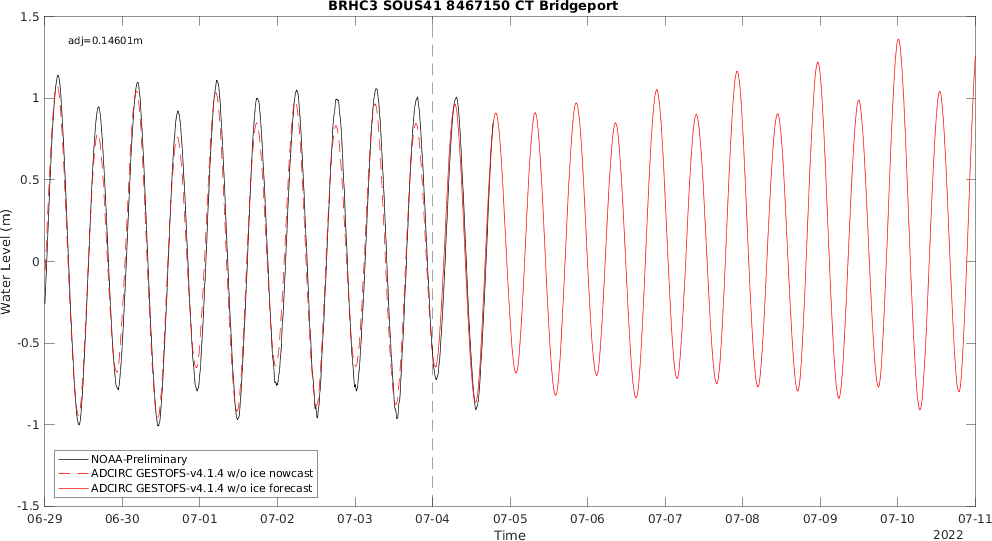 BRHC3 SOUS41 8467150 CT Bridgeport
1.5
adj=0.14601m
1
0.5
0
-0.5
-1
-1.5
Water Level (m)
NOAA-Preliminary
ADCIRC GESTOFS-v4.1.4 w/o ice nowcast
ADCIRC GESTOFS-v4.1.4 w/o ice forecast
06-29 06-30 07-01 07-02 07-03 07-04 07-05 07-06 07-07 07-08 07-09 07-10 07-11
Time
2022